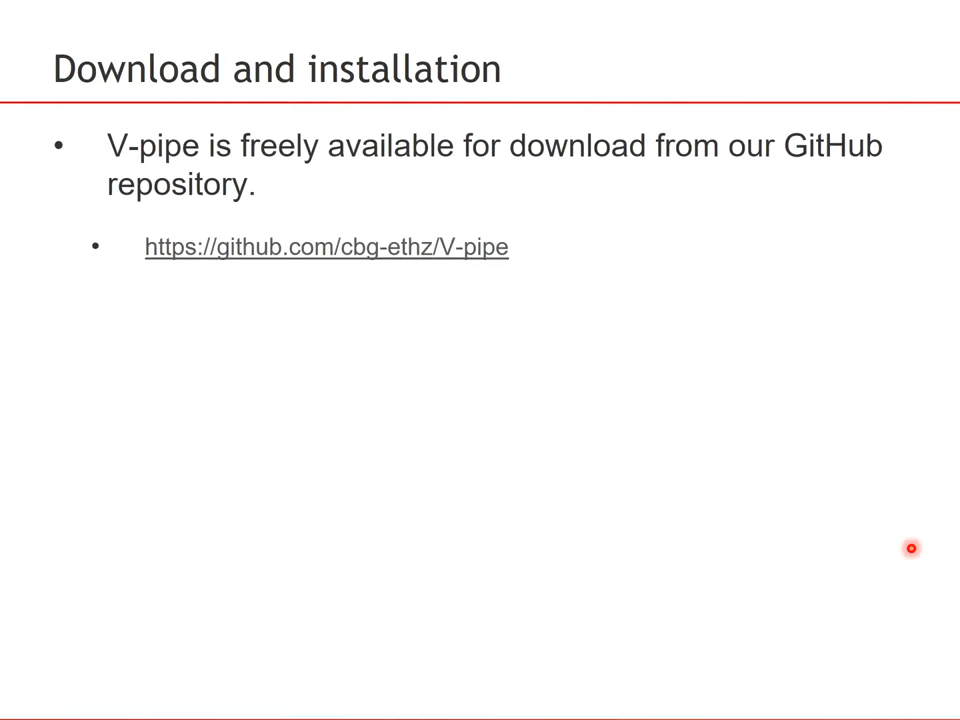 Download and installation
• V-pipe is freely available for download from our GitHub
repository.
• https://github.com/cbg-ethz/V-pipe